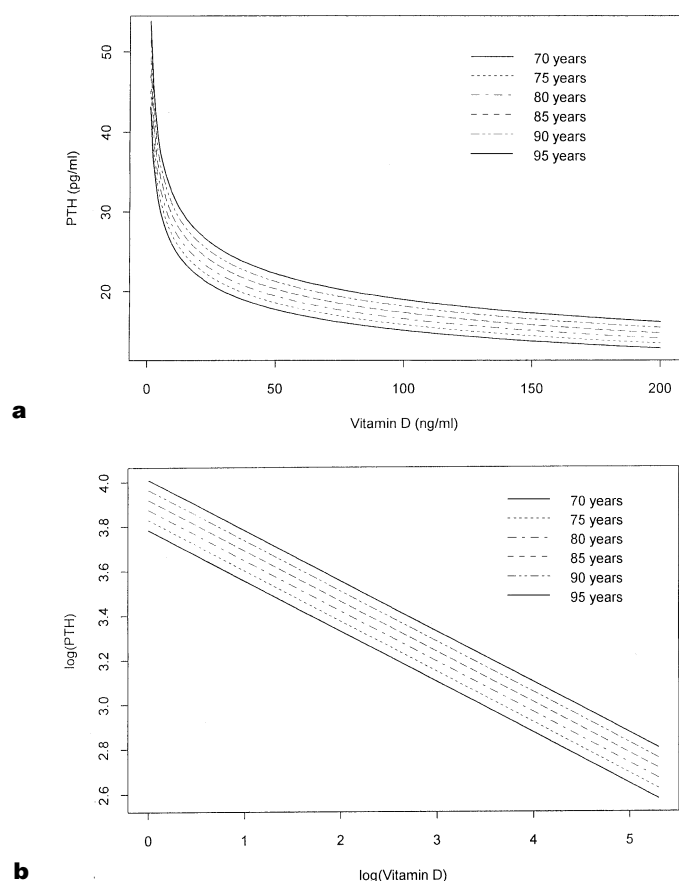 50
40
30
20
PTH (pg/ml)
70 years
75 years
80 years
85 years
90 years
95 years
0 50 100 150 200
Vitamin D (ng/ml)
a
4.0
3.8
3.6
3.4
3.2
3.0
2.8
2.6
log(PTH)
70 years
75 years
80 years
85 years
90 years
95 years
0 1 2 3 4 5
log(Vitamin D)
b